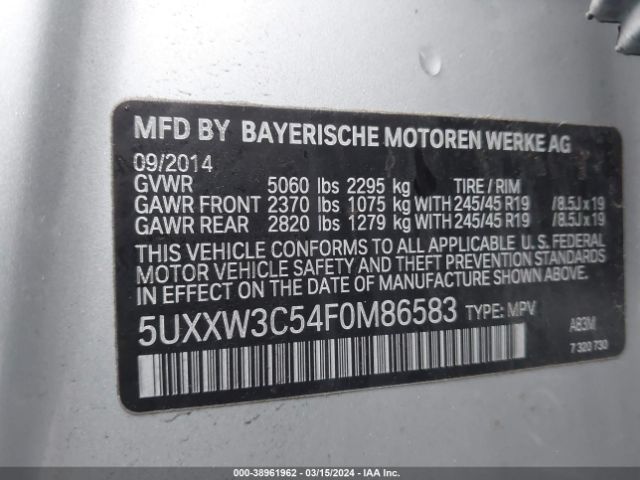 MFD BY BAYERISCHE MOTOREN WERKE AG
09/2014
GVWR 5060 lbs 2295 kg TIRE / RIM
GAWR FRONT 2370 lbs 1075 kg WITH 245/45 R19 /8.5J x 19
GAWR REAR 2820 lbs 1279 kg WITH 245/45 R19 /8.5J x 19
THIS VEHICLE CONFORMS TO ALL APPLICABLE U. S. FEDERAL
MOTOR VEHICLE SAFETY AND THEFT PREVENTION STANDARDS
IN EFFECT ON THE DATE OF MANUFACTURE SHOWN ABOVE.
5UXXW3C54F0M86583 TYPE: MPV
A83M
7 320 730
000-38961962 - 03/15/2024 - IAA Inc.